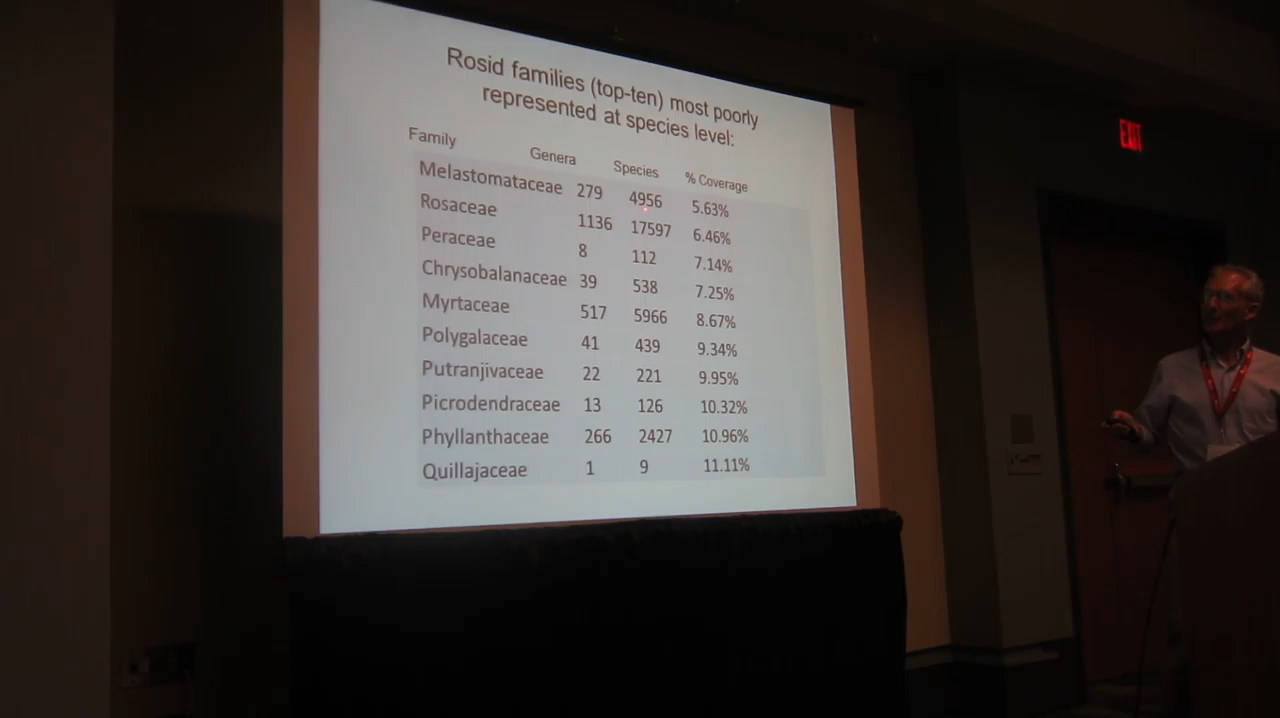 Rosid families (top-ten) most poorly
represented at species level:
Family Genera Species % Coverage
Melastomataceae 279 4956 5.63%
Rosaceae 1136 17597 6.46%
Peraceae 8 112 7.14%
Chrysobalanaceae 39 538 7.25%
Myrtaceae 517 5966 8.67%
Polygalaceae 41 439 9.34%
Putranjivaceae 22 221 9.95%
Picrodendraceae 13 126 10.32%
Phyllanthaceae 266 2427 10.96%
Quillajaceae 1 9 11.11%
EXIT